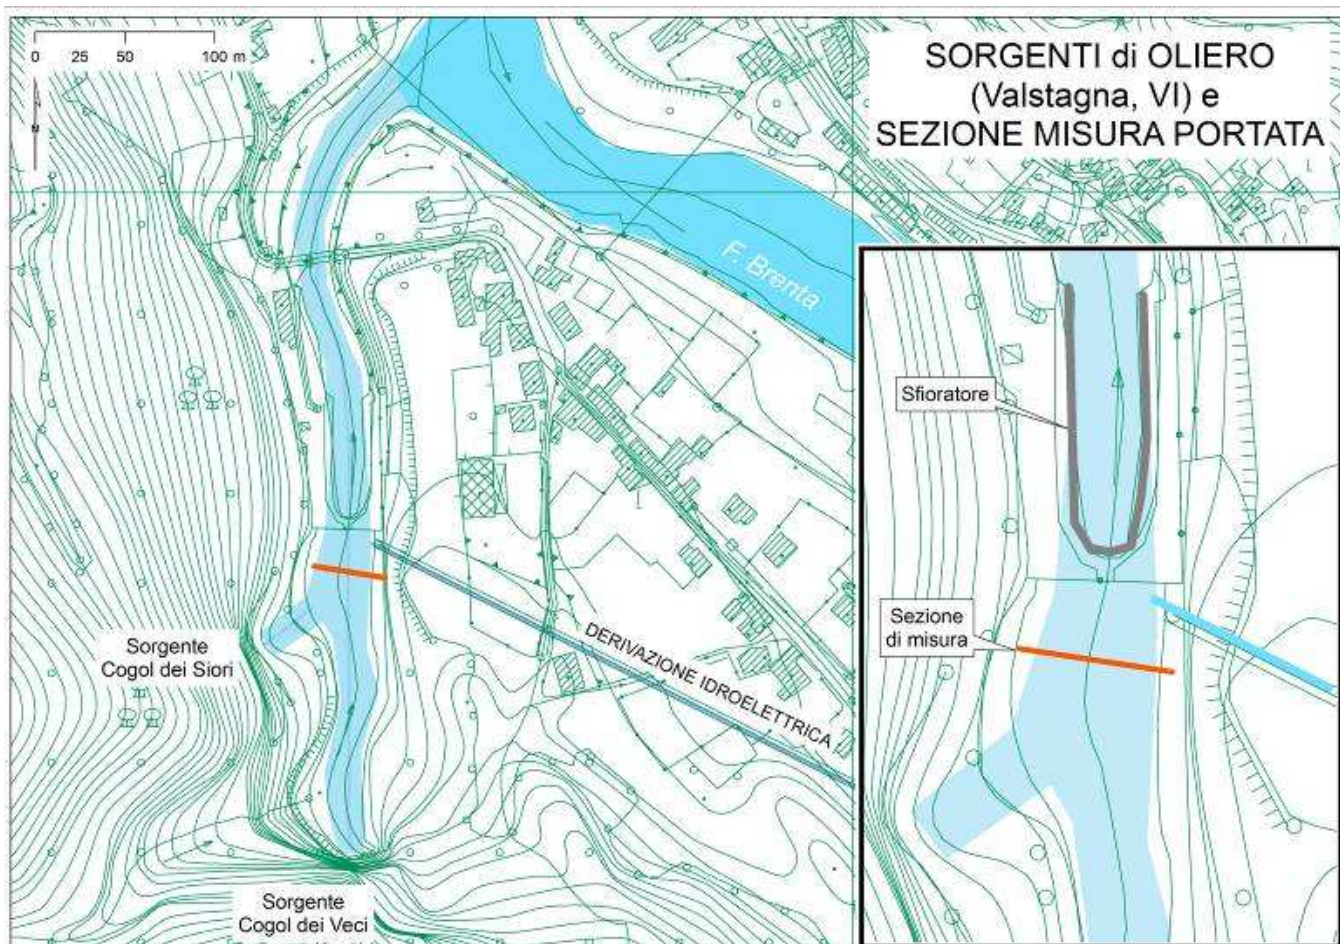 0 25 50 100 m
N
SORGENTI di OLIERO
(Valstagna, VI) e
SEZIONE MISURA PORTATA
F. Brenta
Sfioratore
Sezione
di misura
DERIVAZIONE IDROELETTRICA
Sorgente
Cogol dei Siori
Sorgente
Cogol dei Veci